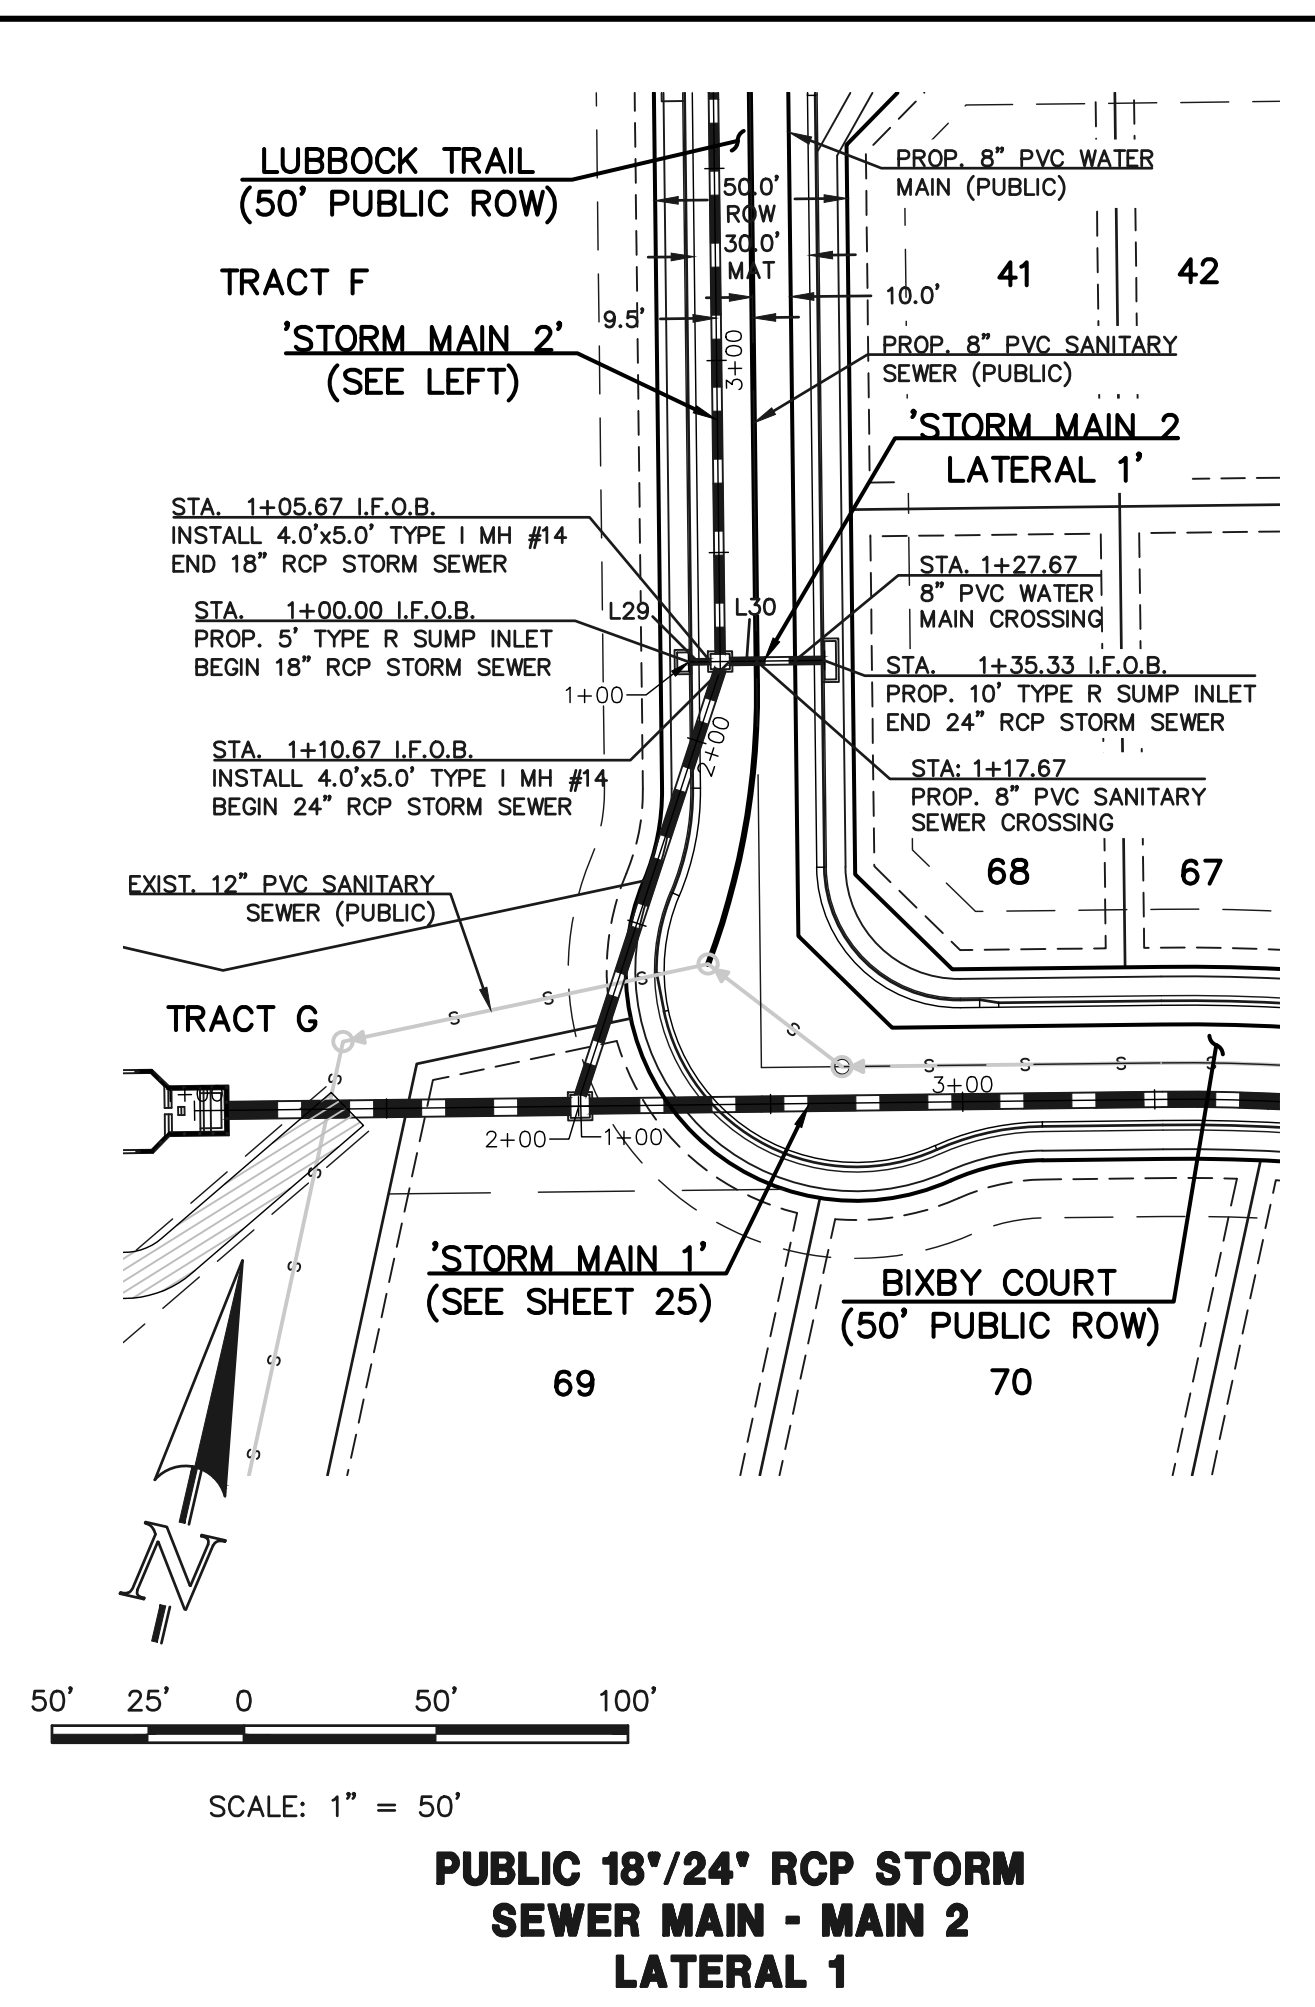 LUBBOCK TRAIL
(50' PUBLIC ROW)
PROP. 8" PVC WATER
MAIN (PUBLIC)
50.0'
ROW
30.0'
MAT
TRACT F
41
42
10.0'
9.5'
'STORM MAIN 2'
(SEE LEFT)
3+00
PROP. 8" PVC SANITARY
SEWER (PUBLIC)
'STORM MAIN 2
LATERAL 1'
STA. 1+05.67 I.F.O.B.
INSTALL 4.0'x5.0' TYPE I MH #14
END 18" RCP STORM SEWER
STA. 1+27.67
8" PVC WATER
MAIN CROSSING
STA. 1+00.00 I.F.O.B.
PROP. 5' TYPE R SUMP INLET
BEGIN 18" RCP STORM SEWER
L29
L30
1+00
STA. 1+35.33 I.F.O.B.
PROP. 10' TYPE R SUMP INLET
END 24" RCP STORM SEWER
2+00
STA. 1+10.67 I.F.O.B.
INSTALL 4.0'x5.0' TYPE I MH #14
BEGIN 24" RCP STORM SEWER
STA: 1+17.67
PROP. 8" PVC SANITARY
SEWER CROSSING
68
67
EXIST. 12" PVC SANITARY
SEWER (PUBLIC)
S
S
S
S
TRACT G
S
S
S
S
S
3+00
+00
2+00
1+00
S
S
S
S
'STORM MAIN 1'
(SEE SHEET 25)
BIXBY COURT
(50' PUBLIC ROW)
69
70
N
50' 25' 0 50' 100'
SCALE: 1" = 50'
PUBLIC 18"/24" RCP STORM
SEWER MAIN - MAIN 2
LATERAL 1